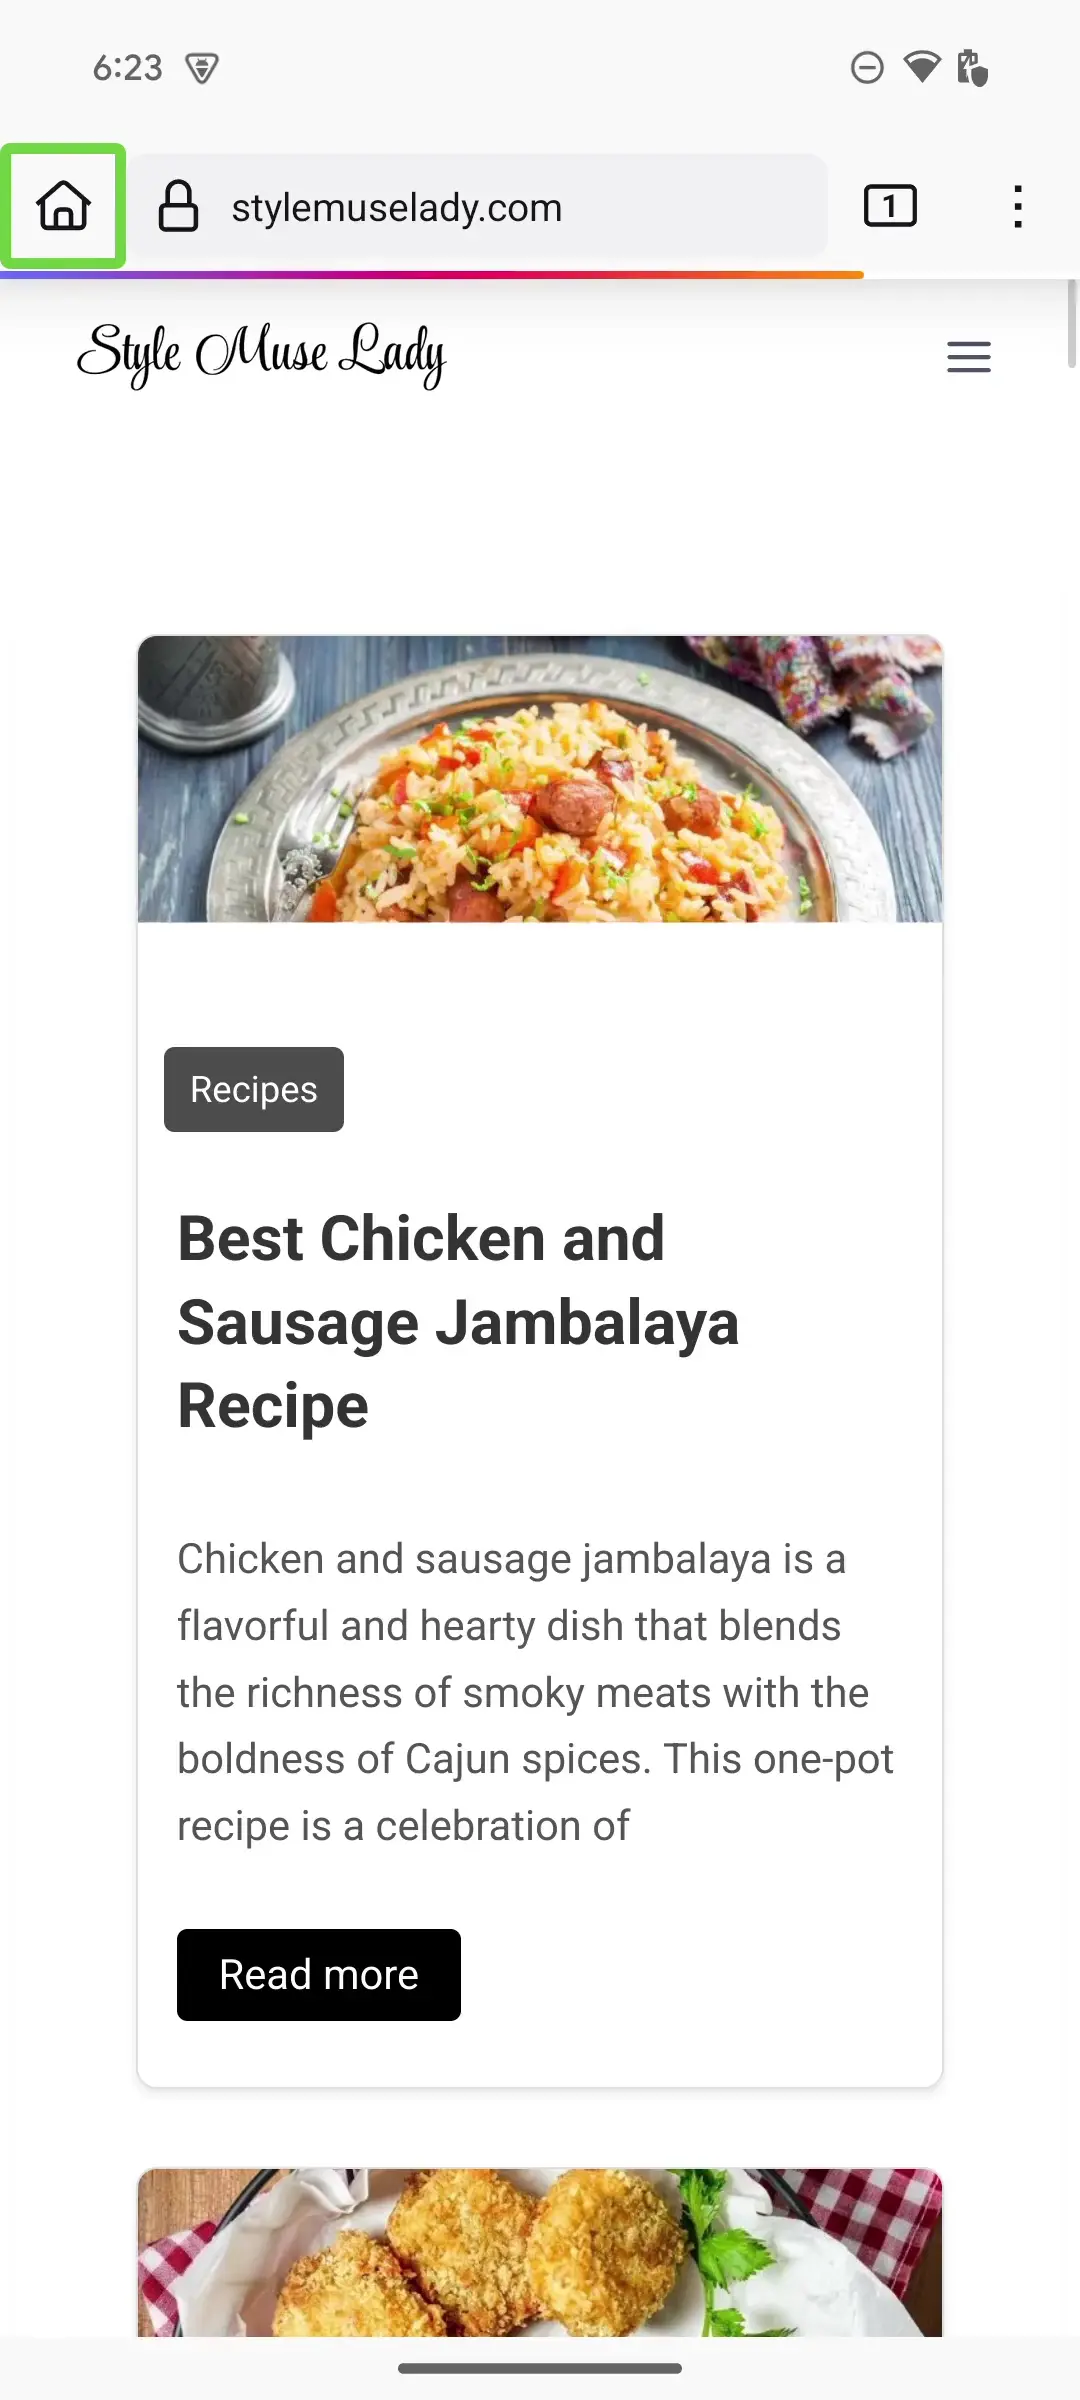 6:23
stylemuselady.com
1
Style Muse Lady
Recipes
Best Chicken and
Sausage Jambalaya
Recipe
Chicken and sausage jambalaya is a
flavorful and hearty dish that blends
the richness of smoky meats with the
boldness of Cajun spices. This one-pot
recipe is a celebration of
Read more